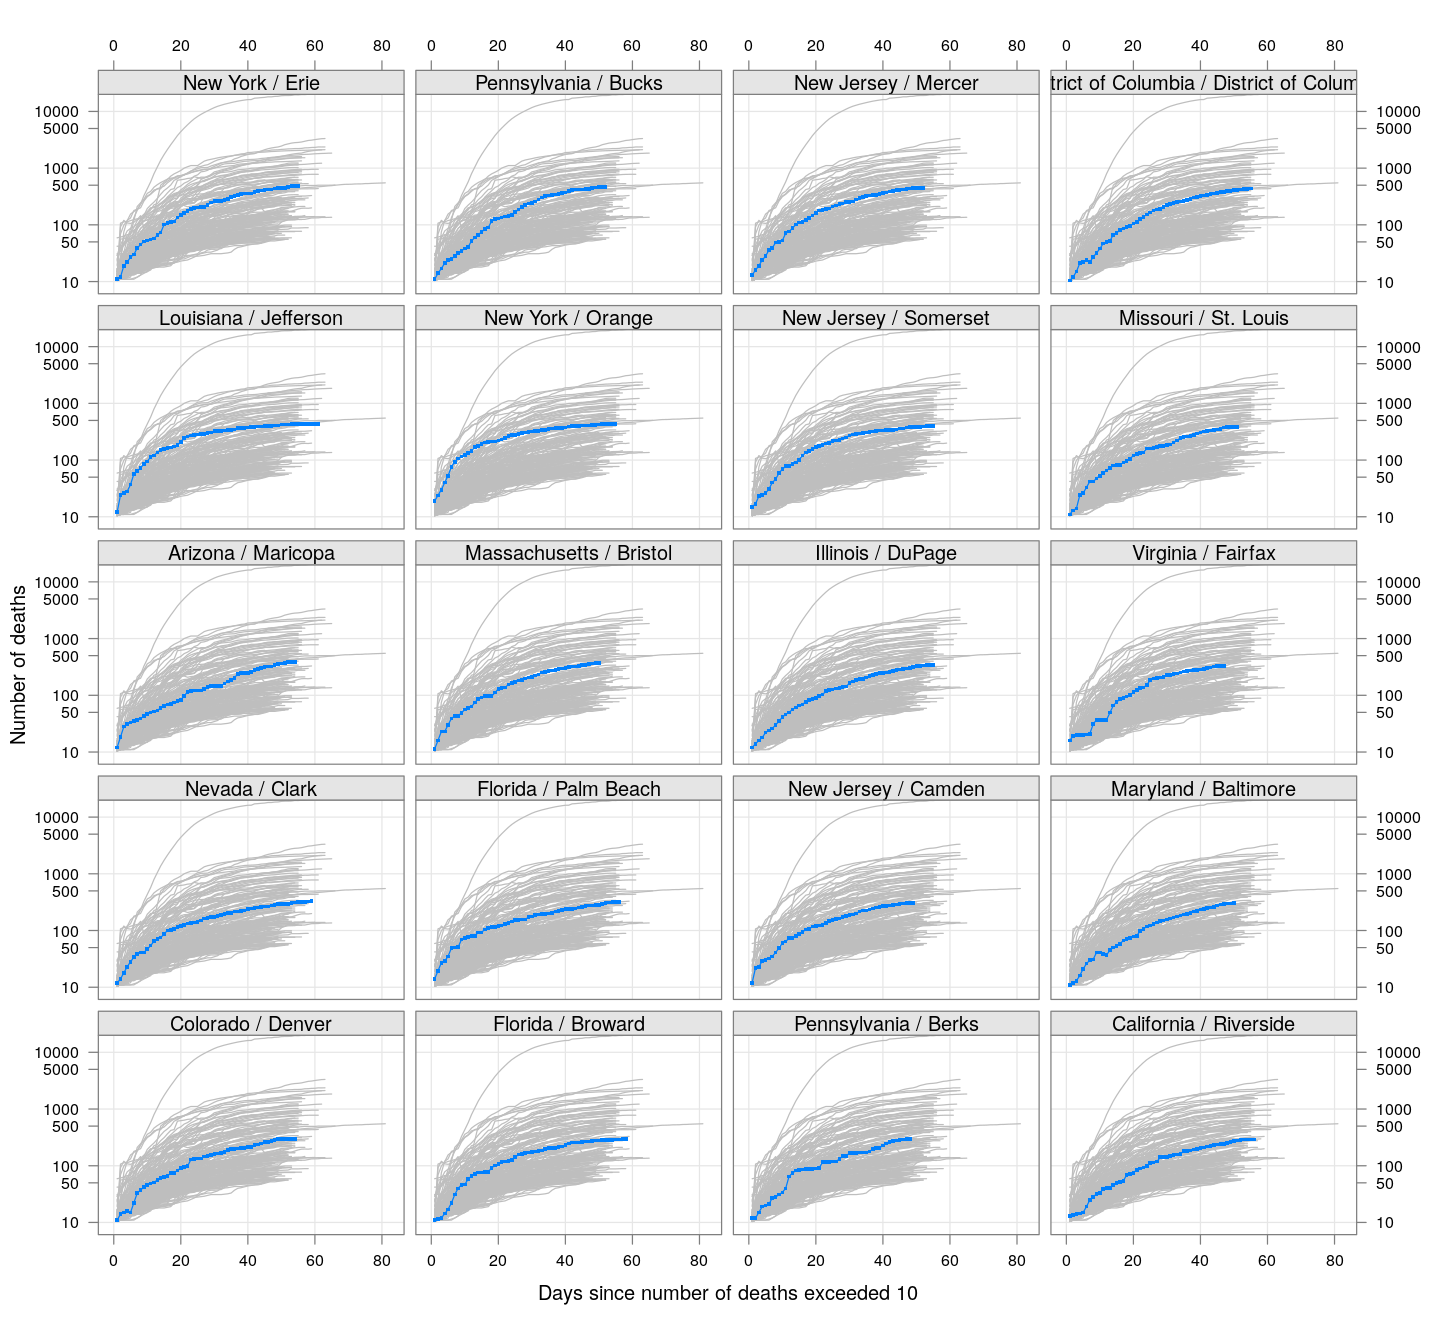 0 20 40 60 80 0 20 40 60 80 0 20 40 60 80 0 20 40 60 80
New York / Erie
Pennsylvania / Bucks
New Jersey / Mercer
trict of Columbia / District of Colum
10000
5000
1000
500
100
50
10
10000
5000
1000
500
100
50
10
Louisiana / Jefferson
New York / Orange
New Jersey / Somerset
Missouri / St. Louis
10000
5000
1000
500
100
50
10
10000
5000
1000
500
100
50
10
Arizona / Maricopa
Massachusetts / Bristol
Illinois / DuPage
Virginia / Fairfax
10000
5000
1000
500
100
50
10
10000
5000
1000
500
100
50
10
Nevada / Clark
Florida / Palm Beach
New Jersey / Camden
Maryland / Baltimore
10000
5000
1000
500
100
50
10
10000
5000
1000
500
100
50
10
Colorado / Denver
Florida / Broward
Pennsylvania / Berks
California / Riverside
10000
5000
1000
500
100
50
10
10000
5000
1000
500
100
50
10
0 20 40 60 80 0 20 40 60 80 0 20 40 60 80 0 20 40 60 80
Number of deaths
Days since number of deaths exceeded 10